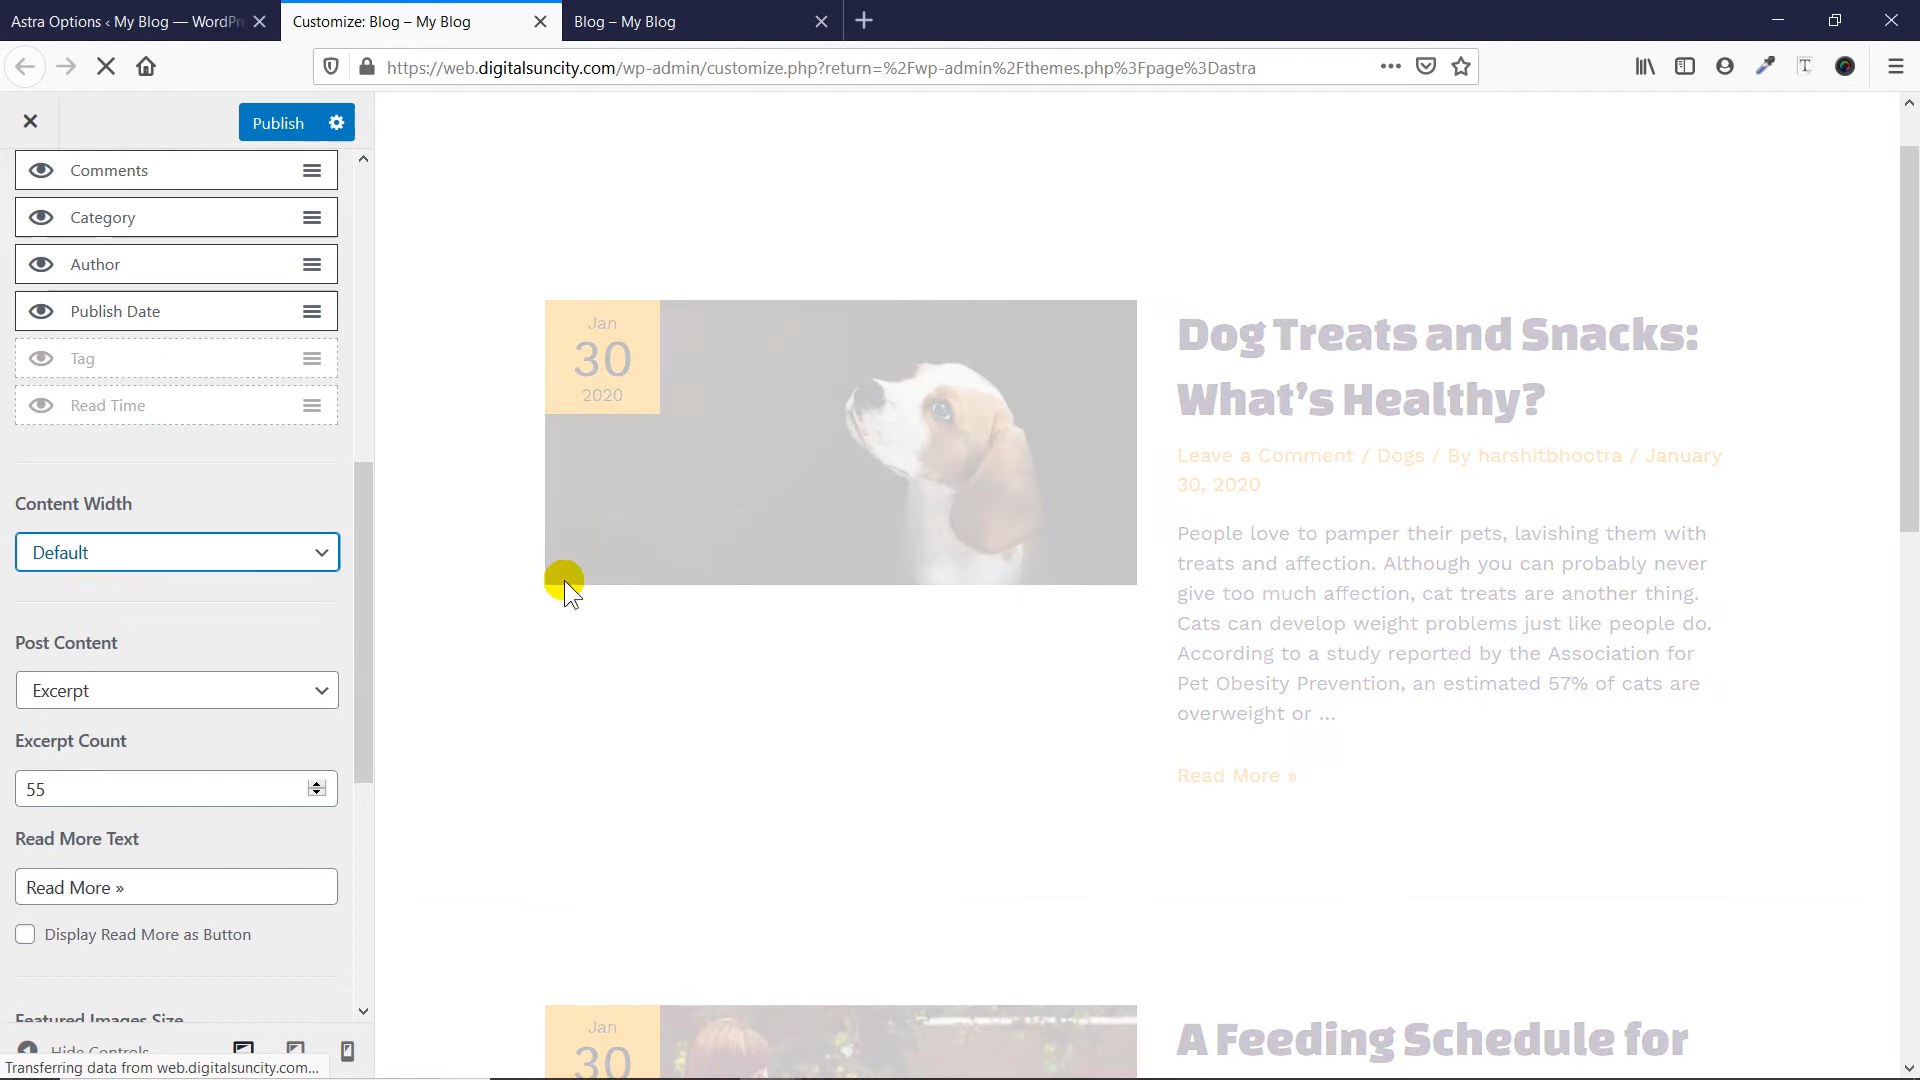 Astra Options ‹ My Blog — WordPr
Customize: Blog – My Blog
Blog – My Blog
https://web.digitalsuncity.com/wp-admin/customize.php?return=%2Fwp-admin%2Fthemes.php%3Fpage%3Dastra
Publish
Comments
Category
Author
Publish Date
Tag
Read Time
Content Width
Default
Post Content
Excerpt
Excerpt Count
55
Read More Text
Read More »
Display Read More as Button
Featured Images Size
Hide Controls
Transferring data from web.digitalsuncity.com...
Jan
30
2020
Dog Treats and Snacks:
What’s Healthy?
Leave a Comment / Dogs / By harshitbhootra / January
30, 2020
People love to pamper their pets, lavishing them with
treats and affection. Although you can probably never
give too much affection, cat treats are another thing.
Cats can develop weight problems just like people do.
According to a study reported by the Association for
Pet Obesity Prevention, an estimated 57% of cats are
overweight or …
Read More »
Jan
30
A Feeding Schedule for